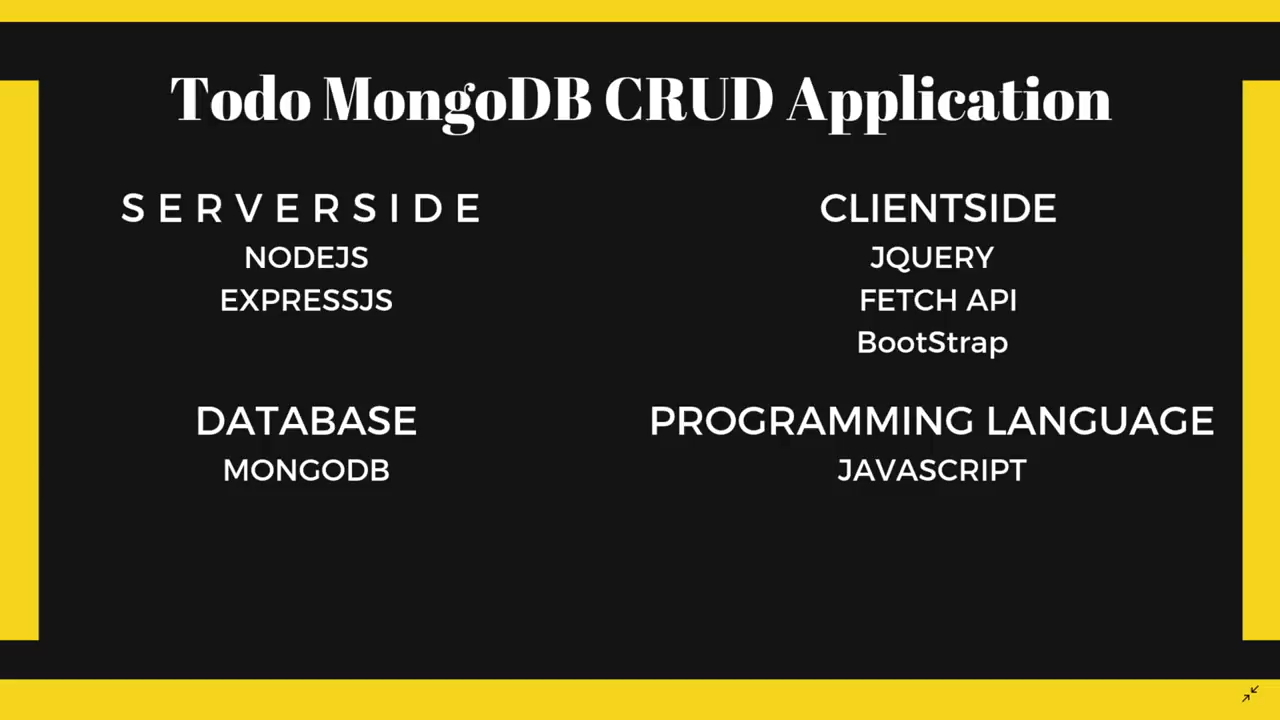 Todo MongoDB CRUD Application
S E R V E R S I D E
NODEJS
EXPRESSJS
CLIENTSIDE
JQUERY
FETCH API
BootStrap
DATABASE
MONGODB
PROGRAMMING LANGUAGE
JAVASCRIPT